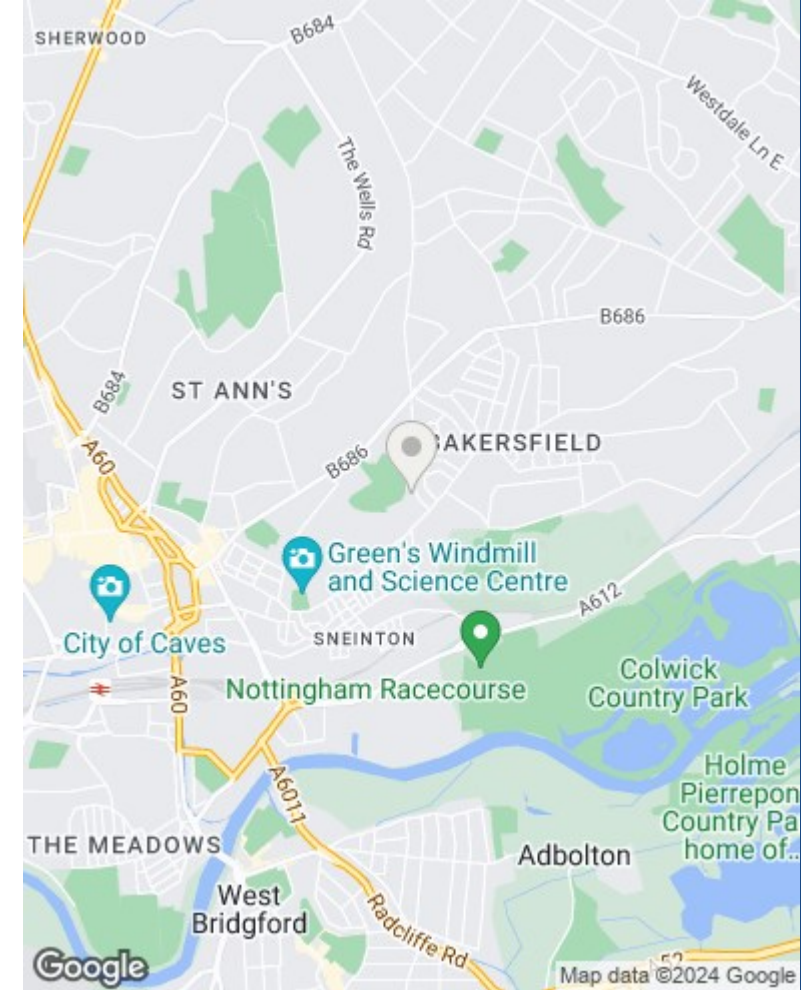 SHERWOOD
B684
Westdale Ln E
The Wells Rd
B686
B684
ST ANN'S
A60
B686
BAKERSFIELD
Green's Windmill
and Science Centre
City of Caves
A612
SNEINTON
Nottingham Racecourse
Colwick
Country Park
A60
A6011
Holme
Pierrepon
Country Pa
home of...
THE MEADOWS
Adbolton
West
Bridgford
Radcliffe Rd
A52
Google
Map data ©2024 Google